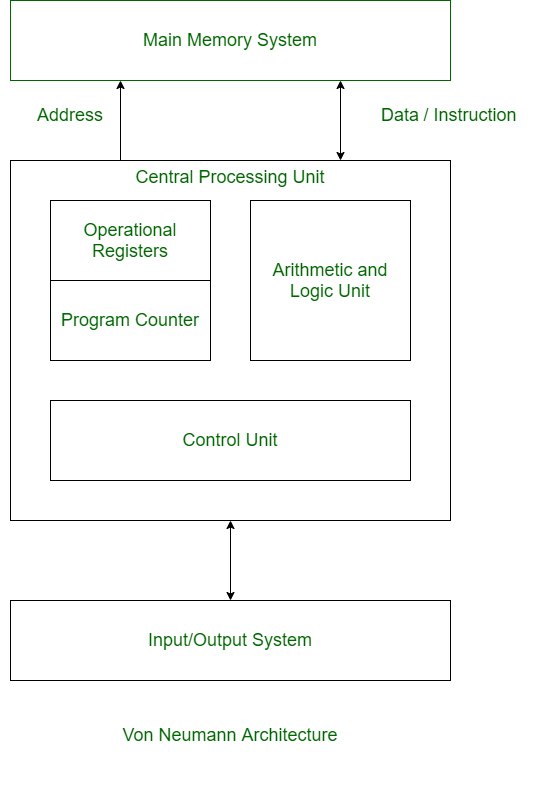 Main Memory System
Address
Data / Instruction
Central Processing Unit
Operational
Registers
Arithmetic and
Logic Unit
Program Counter
Control Unit
Input/Output System
Von Neumann Architecture